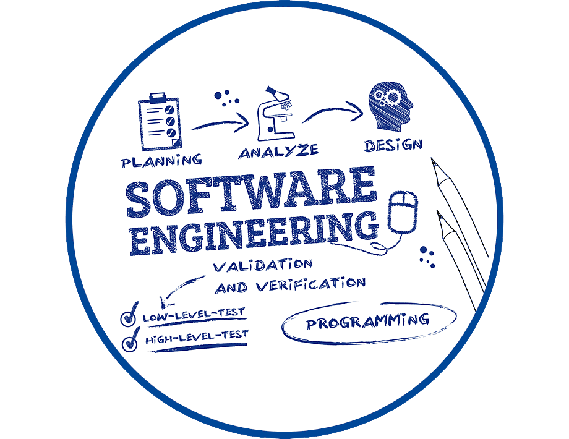 PLANNING
ANALYZE
DESIGN
SOFTWARE
ENGINEERING
VALIDATION
AND VERIFICATION
LOW-LEVEL-TEST
HIGH-LEVEL-TEST
PROGRAMMING